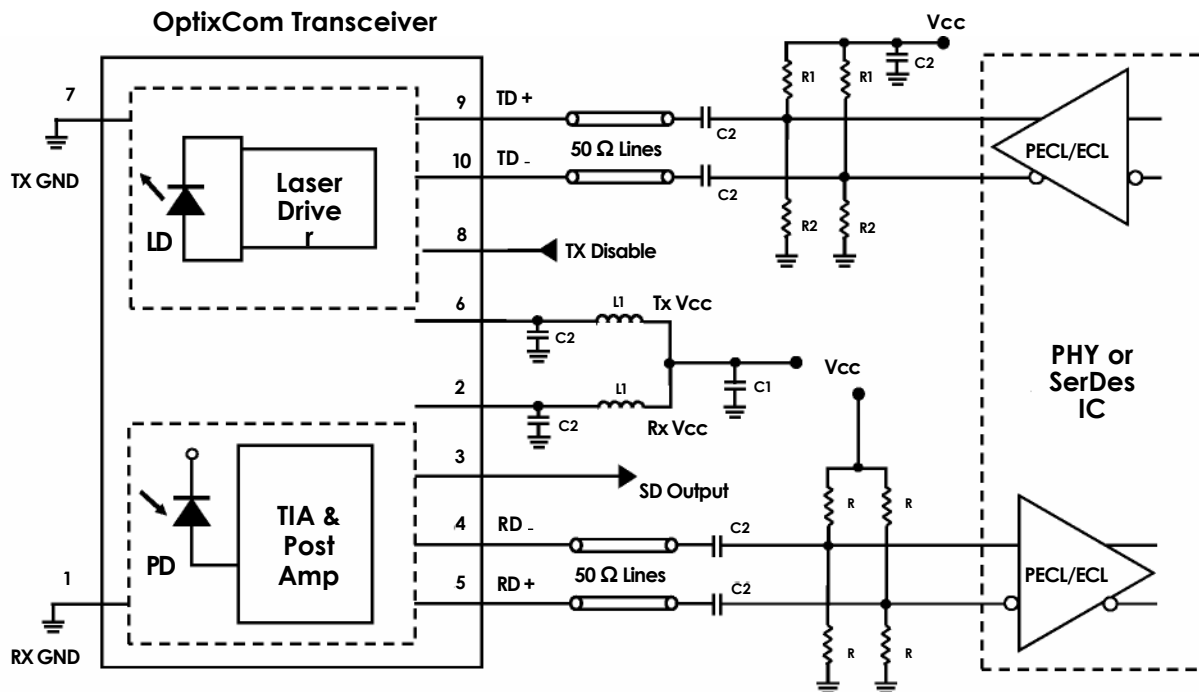 OptixCom Transceiver
Vcc
C2
R1
R1
7
9
TD +
C2
50 Ω Lines
PECL/ECL
TX GND
10
TD -
C2
Laser
Drive
r
LD
R2
R2
8
TX Disable
6
L1
Tx Vcc
C2
PHY or
SerDes
IC
Vcc
2
L1
C1
C2
Rx Vcc
3
SD Output
R
R
TIA &
Post
Amp
4
RD -
C2
PD
50 Ω Lines
PECL/ECL
1
5
RD +
C2
RX GND
R
R